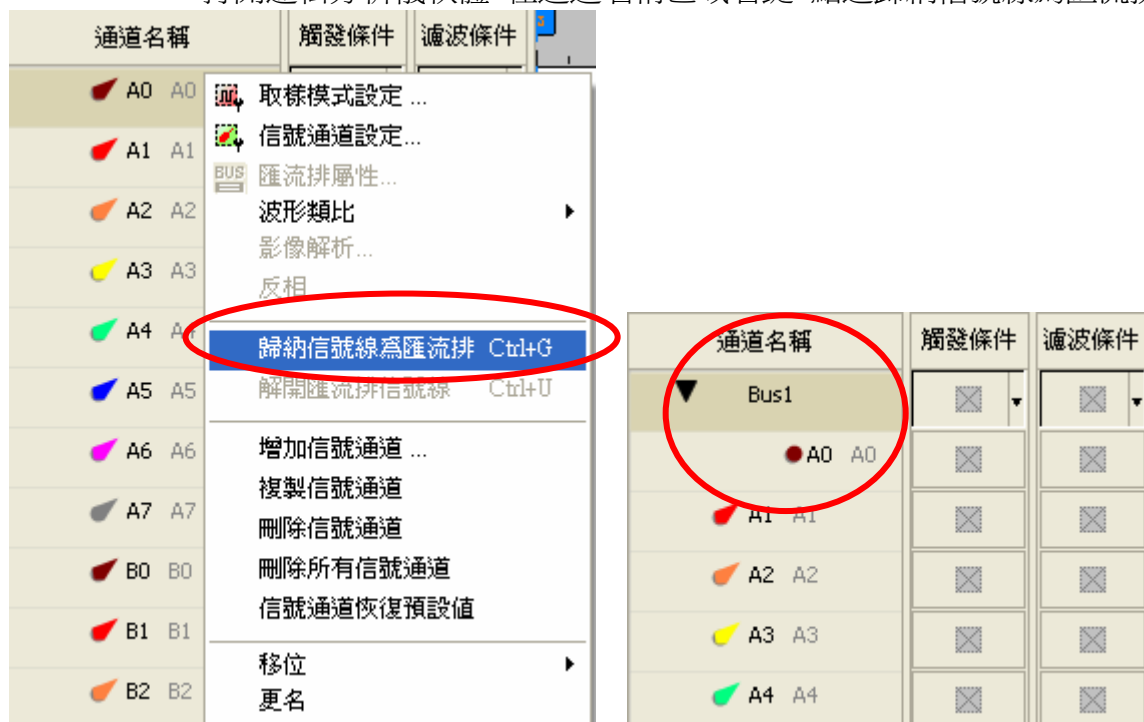 通道名稱 觸發條件 濾波條件
A0 A0
A1 A1
A2 A2
A3 A3
A4
A5 A5
A6 A6
A7 A7
B0 B0
B1 B1
B2 B2
取樣模式設定 ...
信號通道設定...
BUS 匯流排屬性...
波形類比
影像解析...
反相
歸納信號線爲匯流排 Ctrl+G
解開匯流排信號線 Ctrl+U
增加信號通道 ...
複製信號通道
刪除信號通道
刪除所有信號通道
信號通道恢復預設值
移位
更名
通道名稱 觸發條件 濾波條件
Bus1
A0 A0
A1 A1
A2 A2
A3 A3
A4 A4